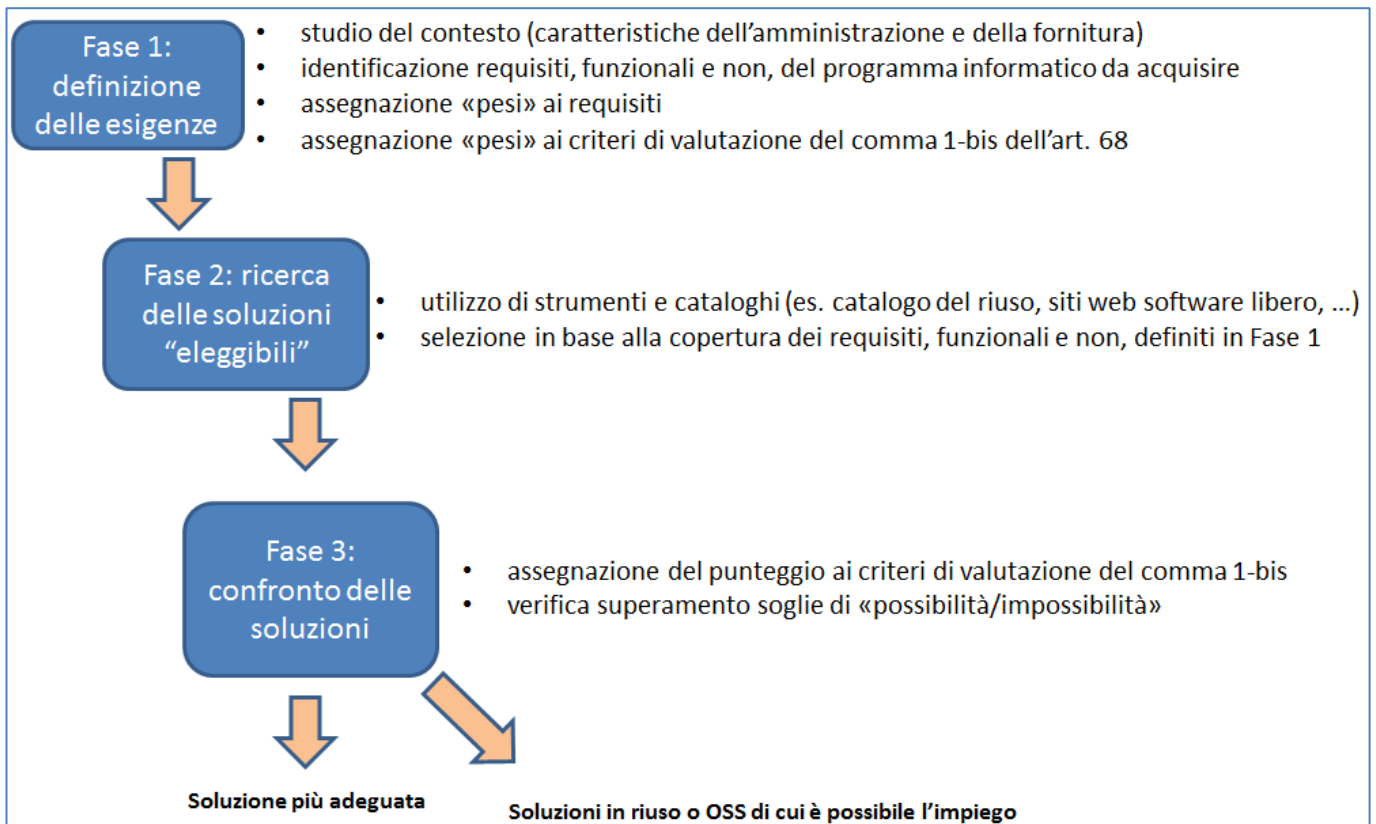 Fase 1:
definizione
delle esigenze
• studio del contesto (caratteristiche dell'amministrazione e della fornitura)
• identificazione requisiti, funzionali e non, del programma informatico da acquisire
• assegnazione «pesi» ai requisiti
• assegnazione «pesi» ai criteri di valutazione del comma 1-bis dell'art. 68
Fase 2: ricerca
delle soluzioni
“eleggibili”
• utilizzo di strumenti e cataloghi (es. catalogo del riuso, siti web software libero, ...)
• selezione in base alla copertura dei requisiti, funzionali e non, definiti in Fase 1
Fase 3:
confronto delle
soluzioni
• assegnazione del punteggio ai criteri di valutazione del comma 1-bis
• verifica superamento soglie di «possibilità/impossibilità»
Soluzione più adeguata
Soluzioni in riuso o OSS di cui è possibile l'impiego